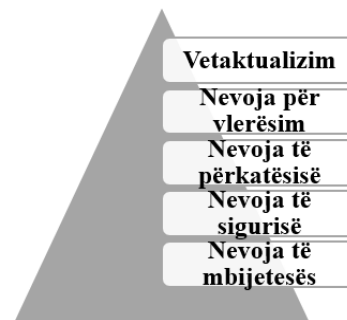 Vetaktualizim
Nevoja për
vlerësim
Nevoja të
përkatësisë
Nevoja të
sigurisë
Nevoja të
mbijetesës